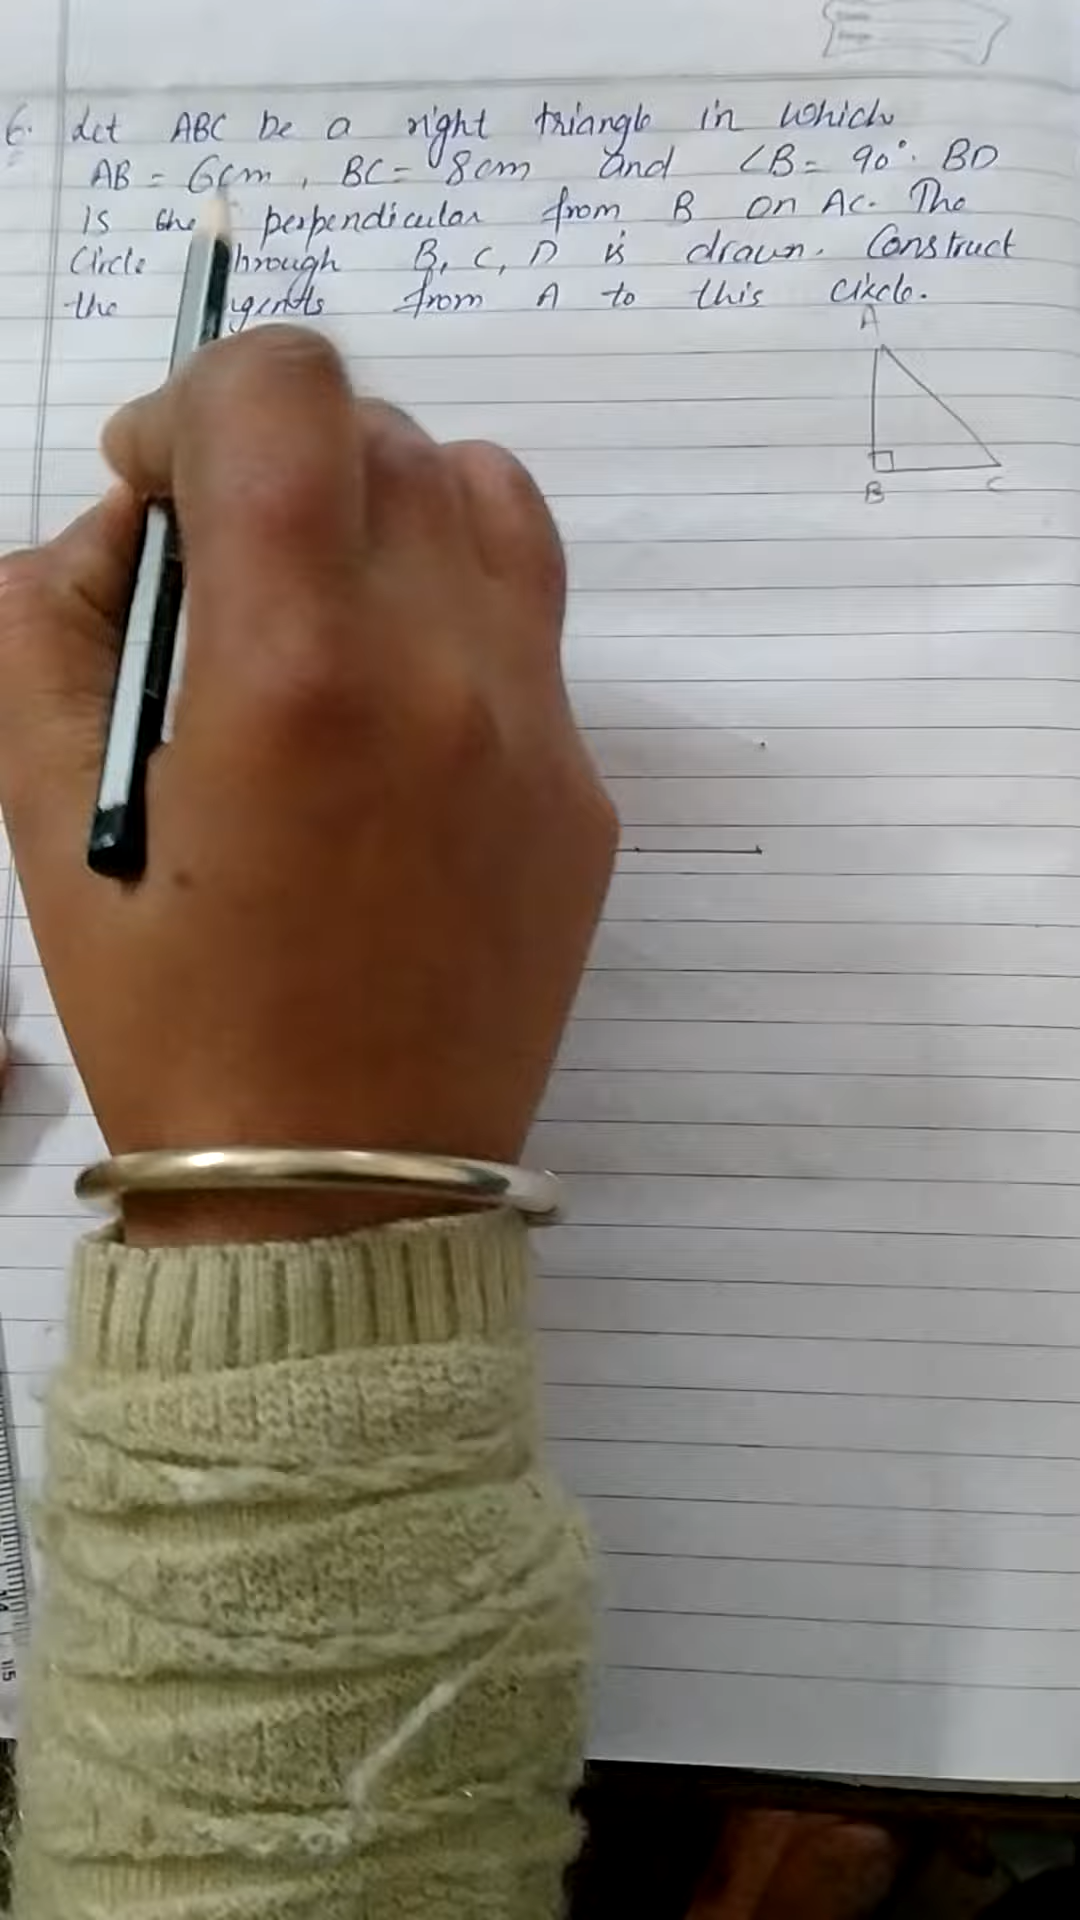 6. Let ABC be a right triangle in which
AB = 6cm, BC = 8cm and ∠B = 90°. BD
is the perpendicular from B on AC. The
Circle through B, C, D is drawn. Construct
the from A to this circle.
A
B C
15